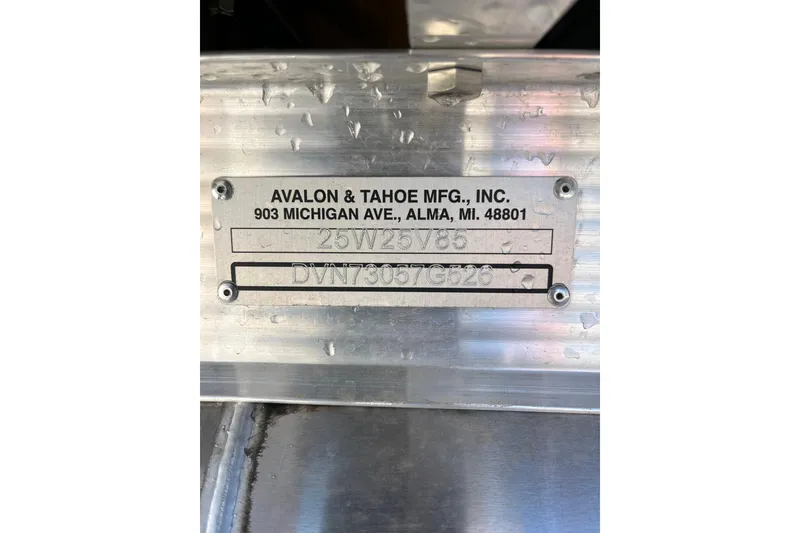 AVALON & TAHOE MFG., INC.
903 MICHIGAN AVE., ALMA, MI. 48801
25W25V85
DVN73057G526